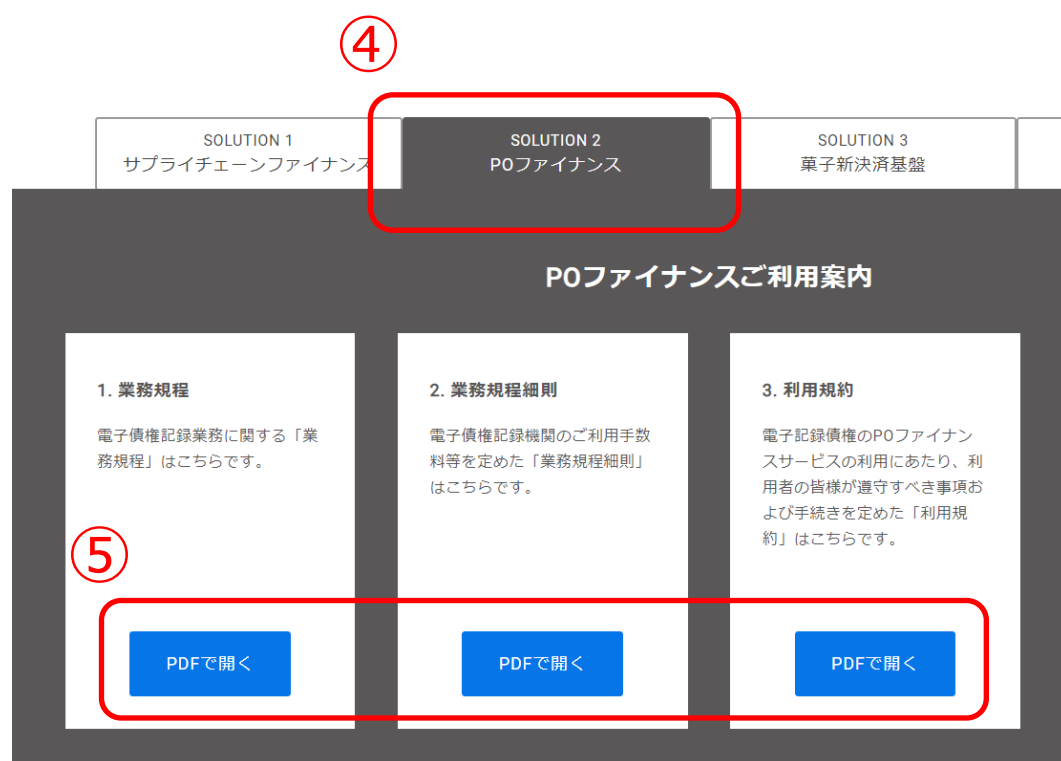 ④
SOLUTION 1
サプライチェーンファイナンス
SOLUTION 2
POファイナンス
SOLUTION 3
菓子新決済基盤
POファイナンスご利用案内
1. 業務規程
電子債権記録業務に関する「業
務規程」はこちらです。
2. 業務規程細則
電子債権記録機関のご利用手数
料等を定めた「業務規程細則」
はこちらです。
3. 利用規約
電子記録債権のPOファイナン
スサービスの利用にあたり、利
用者の皆様が遵守すべき事項お
よび手続きを定めた「利用規
約」はこちらです。
⑤
PDFで開く
PDFで開く
PDFで開く